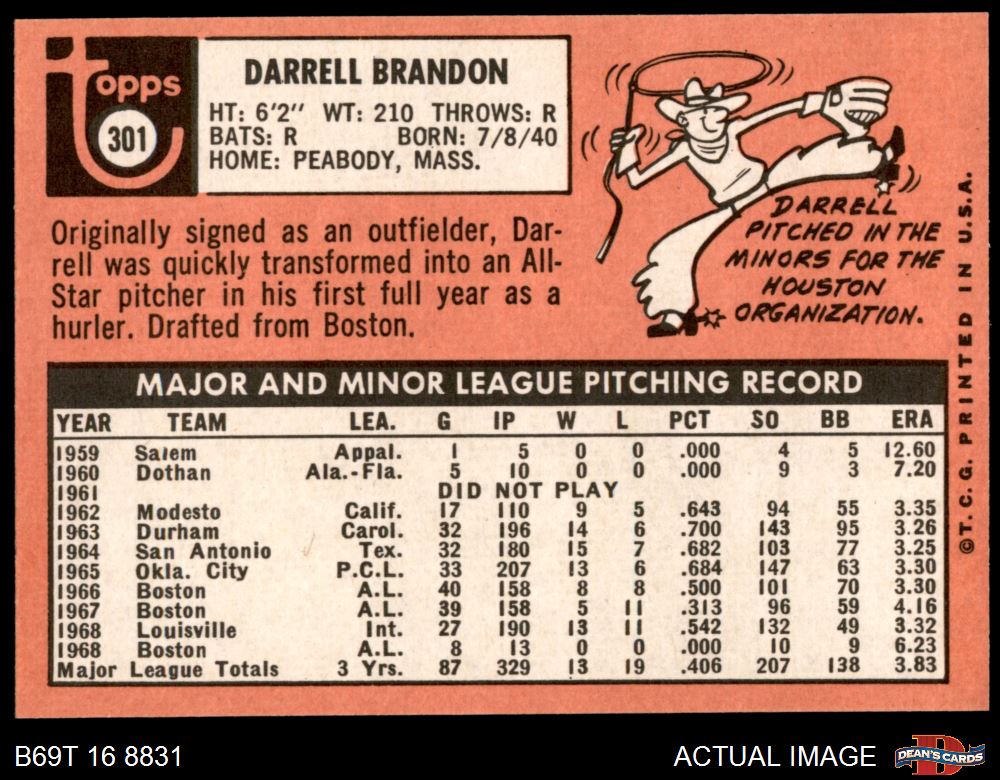 Topps
301
DARRELL BRANDON
HT: 6'2" WT: 210 THROWS: R
BATS: R BORN: 7/8/40
HOME: PEABODY, MASS.
Originally signed as an outfielder, Dar-
rell was quickly transformed into an All-
Star pitcher in his first full year as a
hurler. Drafted from Boston.
DARRELL
PITCHED IN THE
MINORS FOR THE
HOUSTON
ORGANIZATION.
MAJOR AND MINOR LEAGUE PITCHING RECORD
YEAR TEAM LEA. G IP W L PCT SO BB ERA
1959 Salem Appal. 1 5 0 0 .000 4 5 12.60
1960 Dothan Ala.-Fla. 5 10 0 0 .000 9 3 7.20
1961 DID NOT PLAY
1962 Modesto Calif. 17 110 9 5 .643 94 55 3.35
1963 Durham Carol. 32 196 14 6 .700 143 95 3.26
1964 San Antonio Tex. 32 180 15 7 .682 103 77 3.25
1965 Okla. City P.C.L. 33 207 13 6 .684 147 63 3.30
1966 Boston A.L. 40 158 8 8 .500 101 70 3.30
1967 Boston A.L. 39 158 5 11 .313 96 59 4.16
1968 Louisville Int. 27 190 13 11 .542 132 49 3.32
1968 Boston A.L. 8 13 0 0 .000 10 9 6.23
Major League Totals 3 Yrs. 87 329 13 19 .406 207 138 3.83
©T.C.G. PRINTED IN U.S.A.
B69T 16 8831
ACTUAL IMAGE
D
DEAN'S CARDS